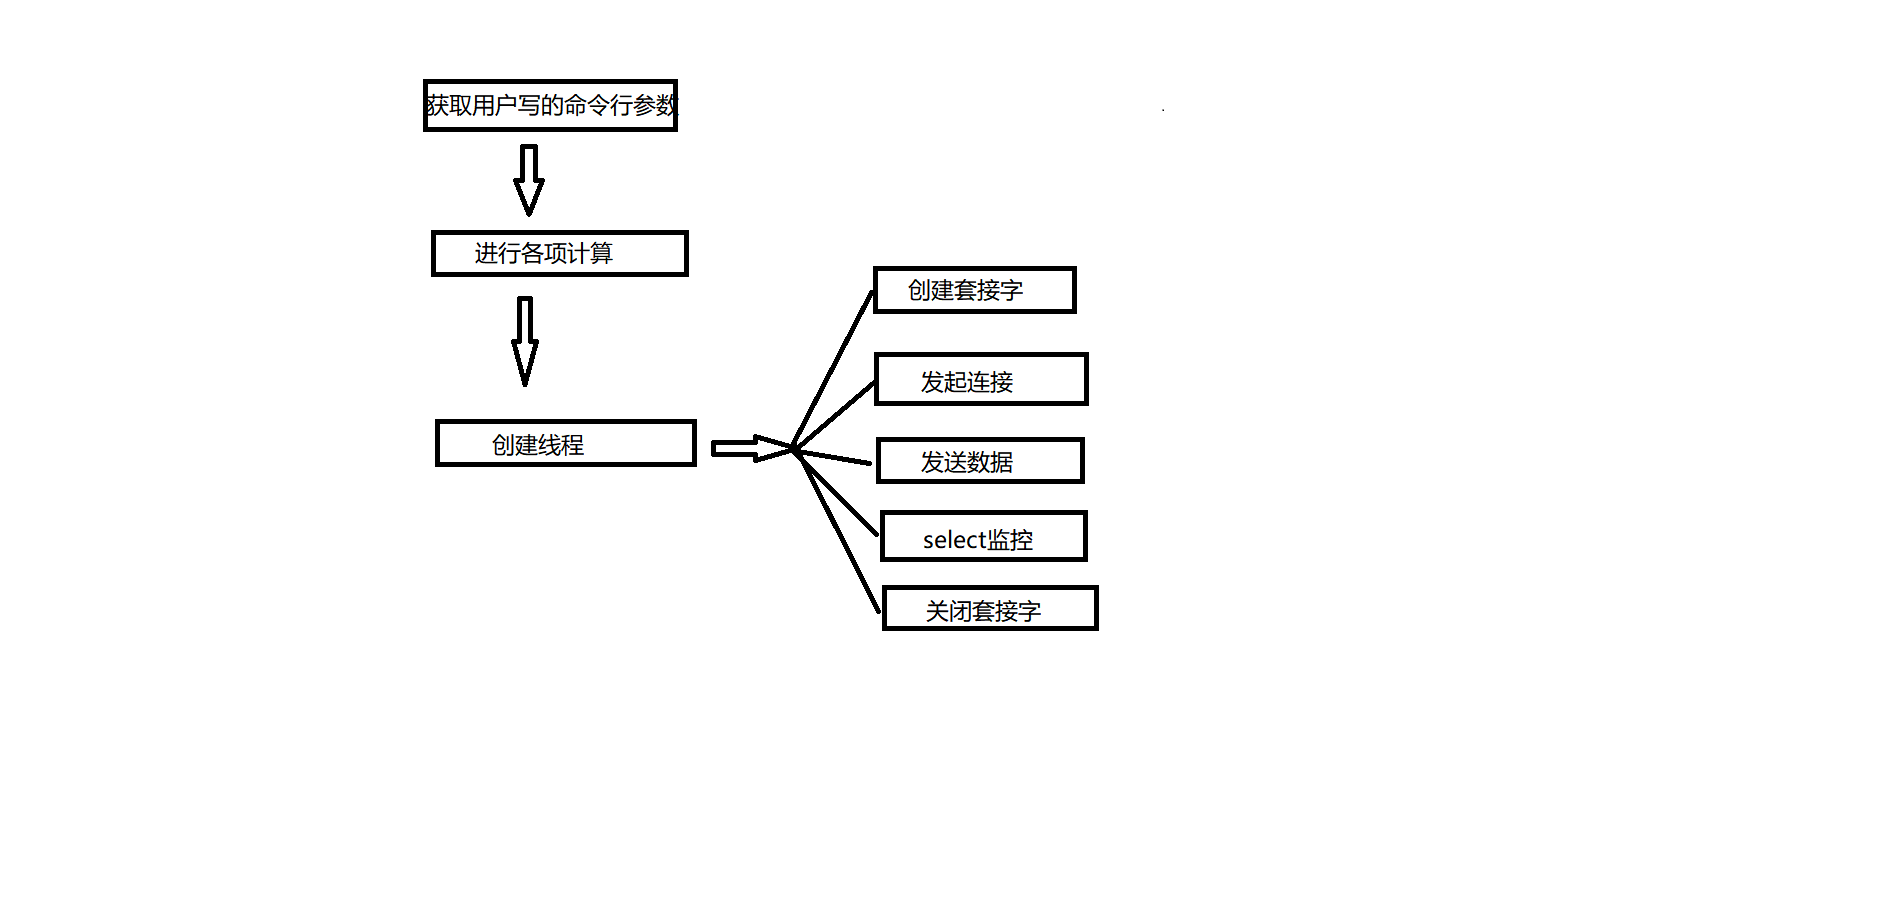 获取用户写的命令行参数
进行各项计算
创建线程
创建套接字
发起连接
发送数据
select监控
关闭套接字